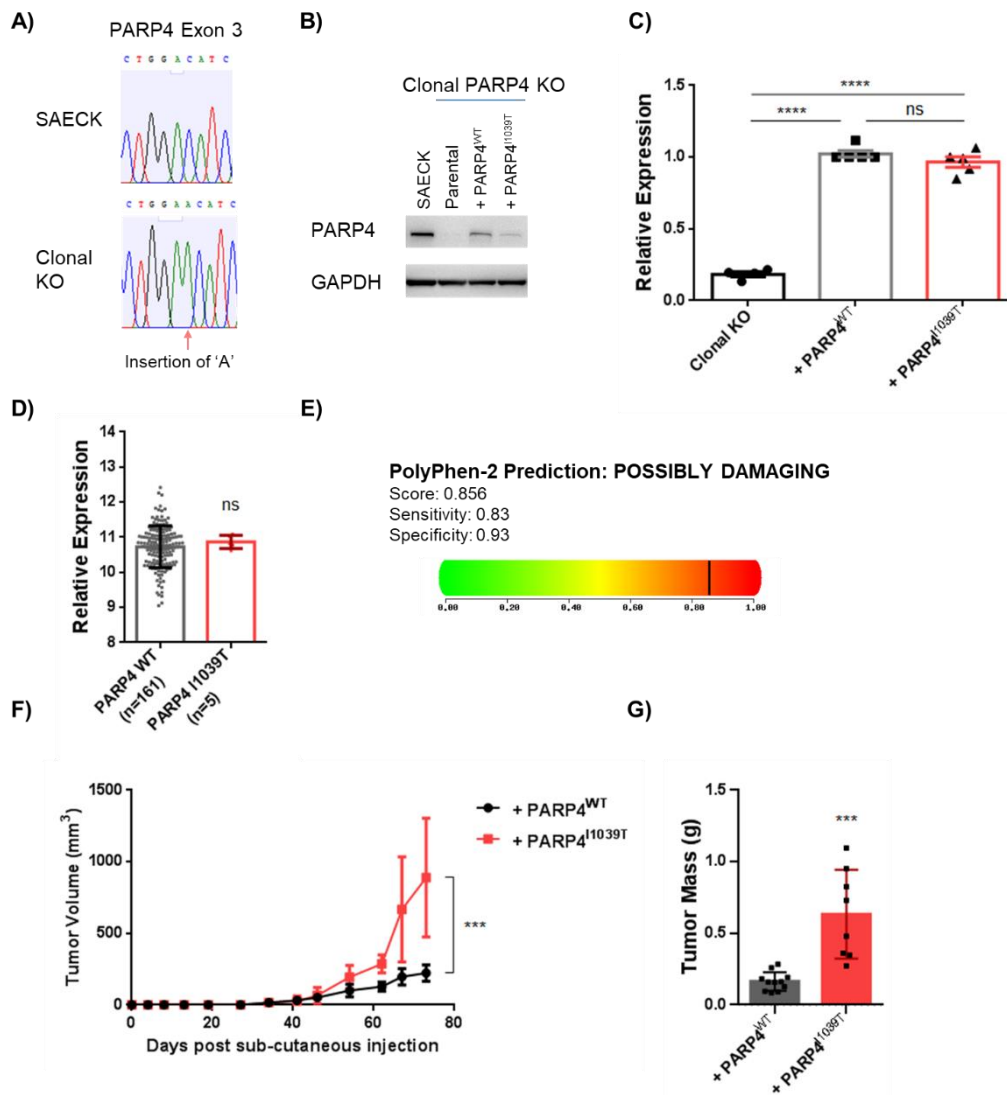 A)
PARP4 Exon 3
C T G G A C A T C
SAECK
C T G G A A C A T C
Clonal
KO
Insertion of ‘A’
B)
Clonal PARP4 KO
SAECK
Parental
+ PARP4WT
+ PARP4I1039T
PARP4
GAPDH
C)
Relative Expression
1.5
1.0
0.5
0.0
****
****
ns
Clonal KO
+ PARP4WT
+ PARP4I1039T
D)
Relative Expression
14
13
12
11
10
9
8
ns
PARP4 WT
(n=161)
PARP4 I1039T
(n=5)
E)
PolyPhen-2 Prediction: POSSIBLY DAMAGING
Score: 0.856
Sensitivity: 0.83
Specificity: 0.93
0.00 0.20 0.40 0.60 0.80 1.00
F)
Tumor Volume (mm3)
1500
1000
500
0
0 20 40 60 80
Days post sub-cutaneous injection
+ PARP4WT
+ PARP4I1039T
***
G)
Tumor Mass (g)
1.5
1.0
0.5
0.0
***
+ PARP4WT
+ PARP4I1039T